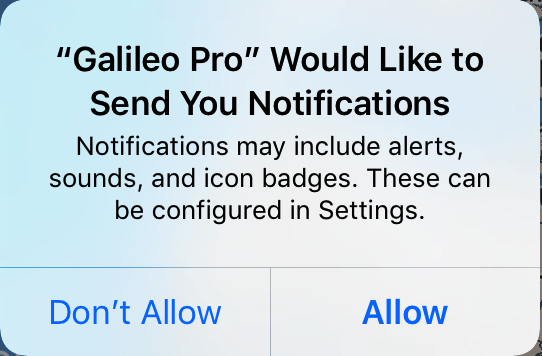 “Galileo Pro” Would Like to
Send You Notifications
Notifications may include alerts,
sounds, and icon badges. These can
be configured in Settings.
Don’t Allow
Allow